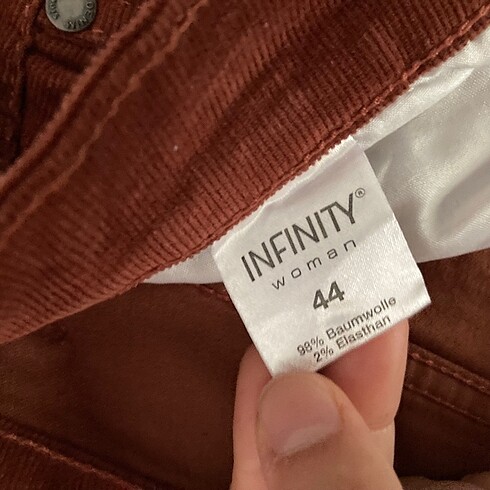 INFINITY®
woman
44
98% Baumwolle
2% Elasthan